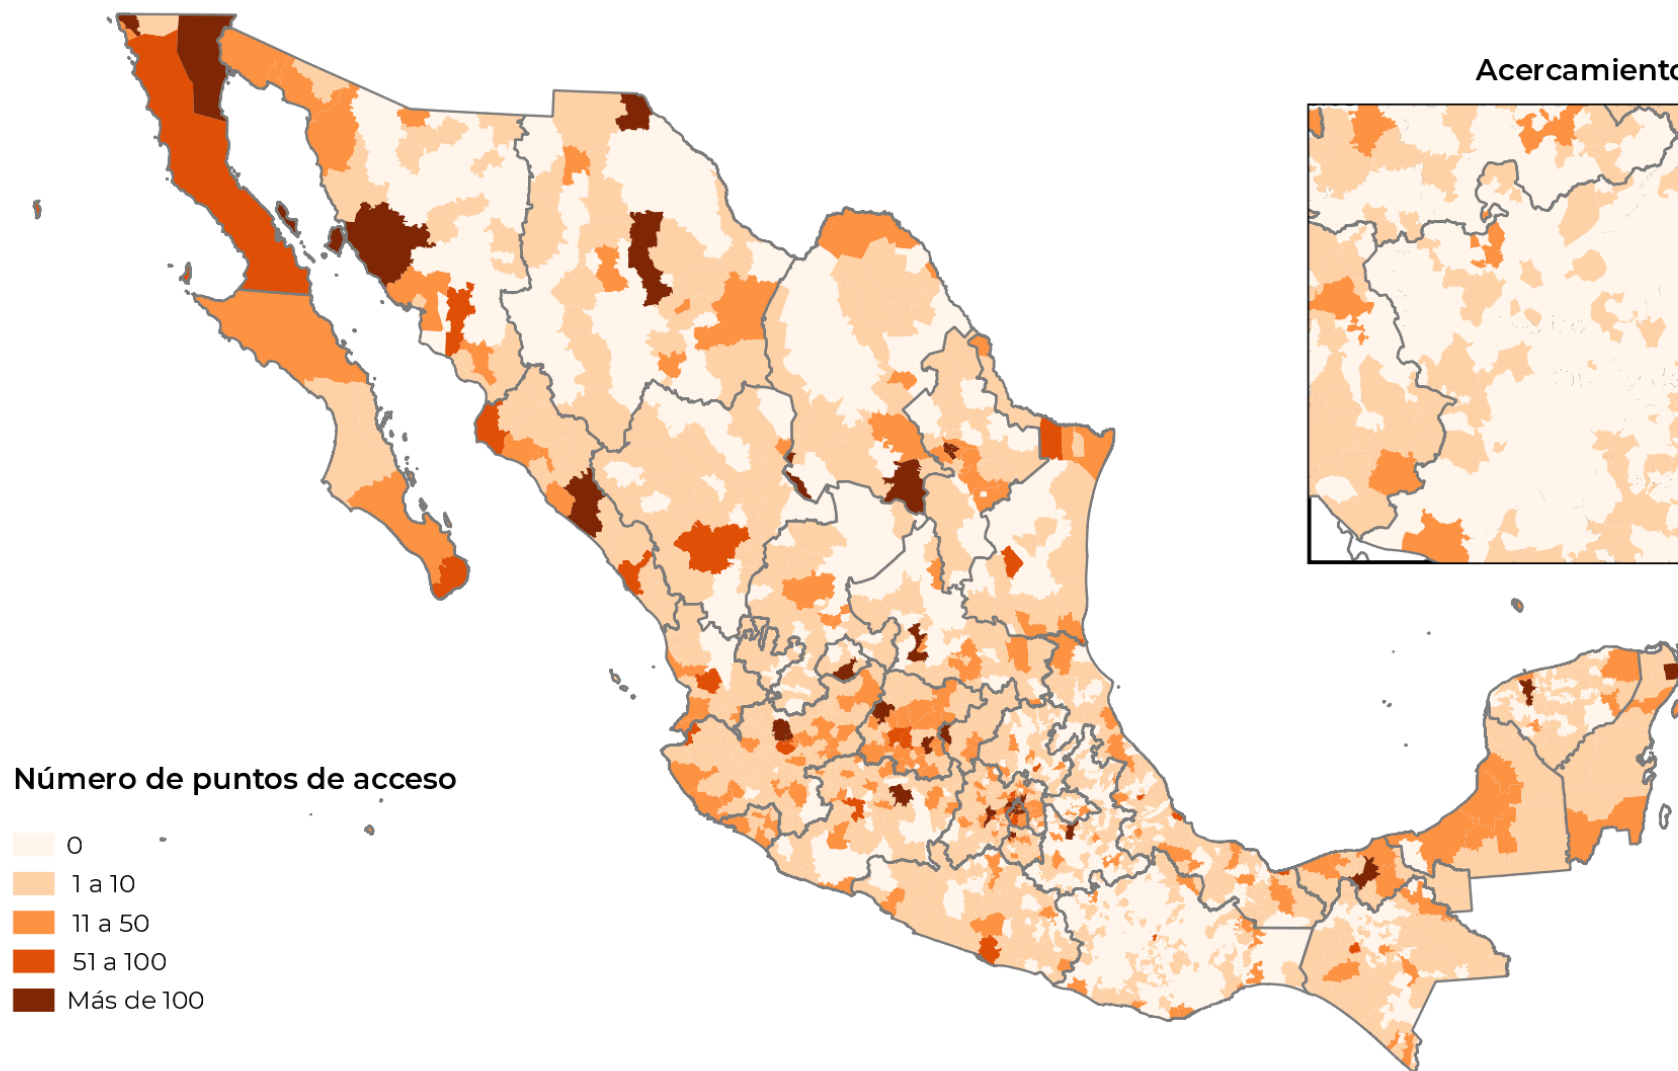 Acercamiento
Número de puntos de acceso
0
1 a 10
11 a 50
51 a 100
Más de 100